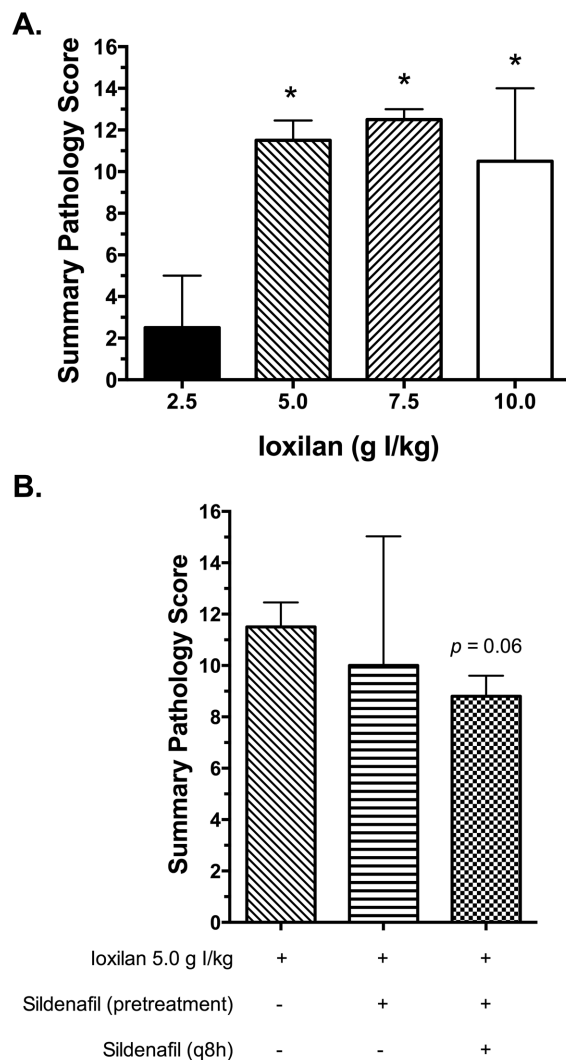 A.
Summary Pathology Score
16
14
12
10
8
6
4
2
0
* * *
2.5 5.0 7.5 10.0
Ioxilan (g I/kg)
B.
Summary Pathology Score
16
14
12
10
8
6
4
2
0
p = 0.06
Ioxilan 5.0 g I/kg + + +
Sildenafil (pretreatment) - + +
Sildenafil (q8h) - - +